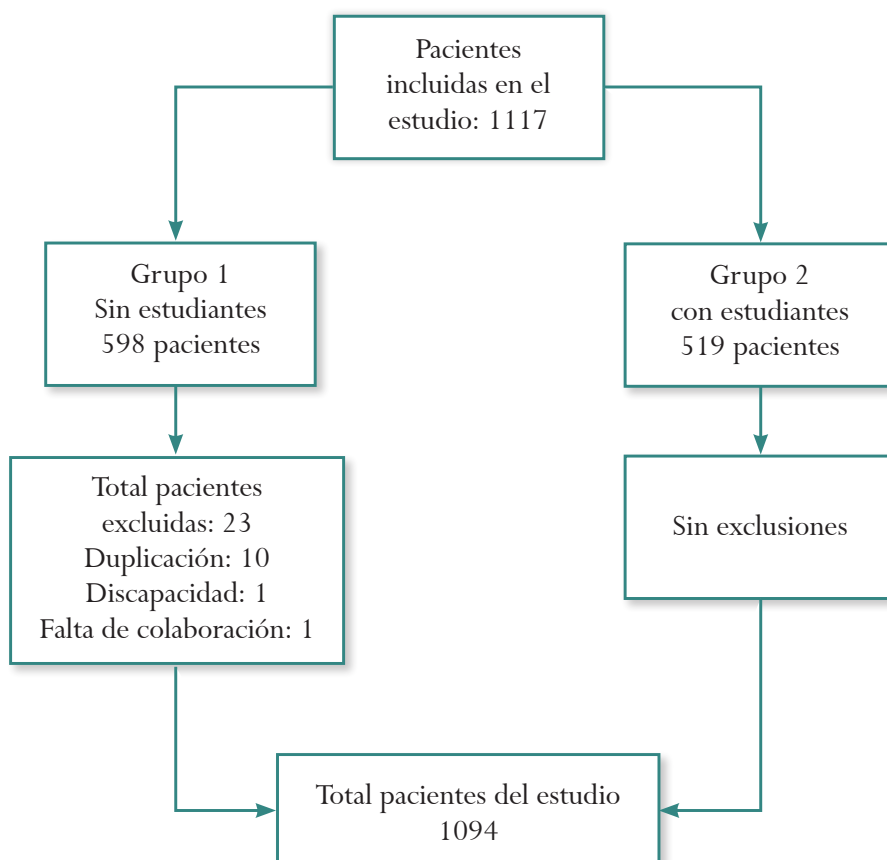 Pacientes
incluidas en el
estudio: 1117
Grupo 1
Sin estudiantes
598 pacientes
Grupo 2
con estudiantes
519 pacientes
Total pacientes
excluidas: 23
Duplicación: 10
Discapacidad: 1
Falta de colaboración: 1
Sin exclusiones
Total pacientes del estudio
1094